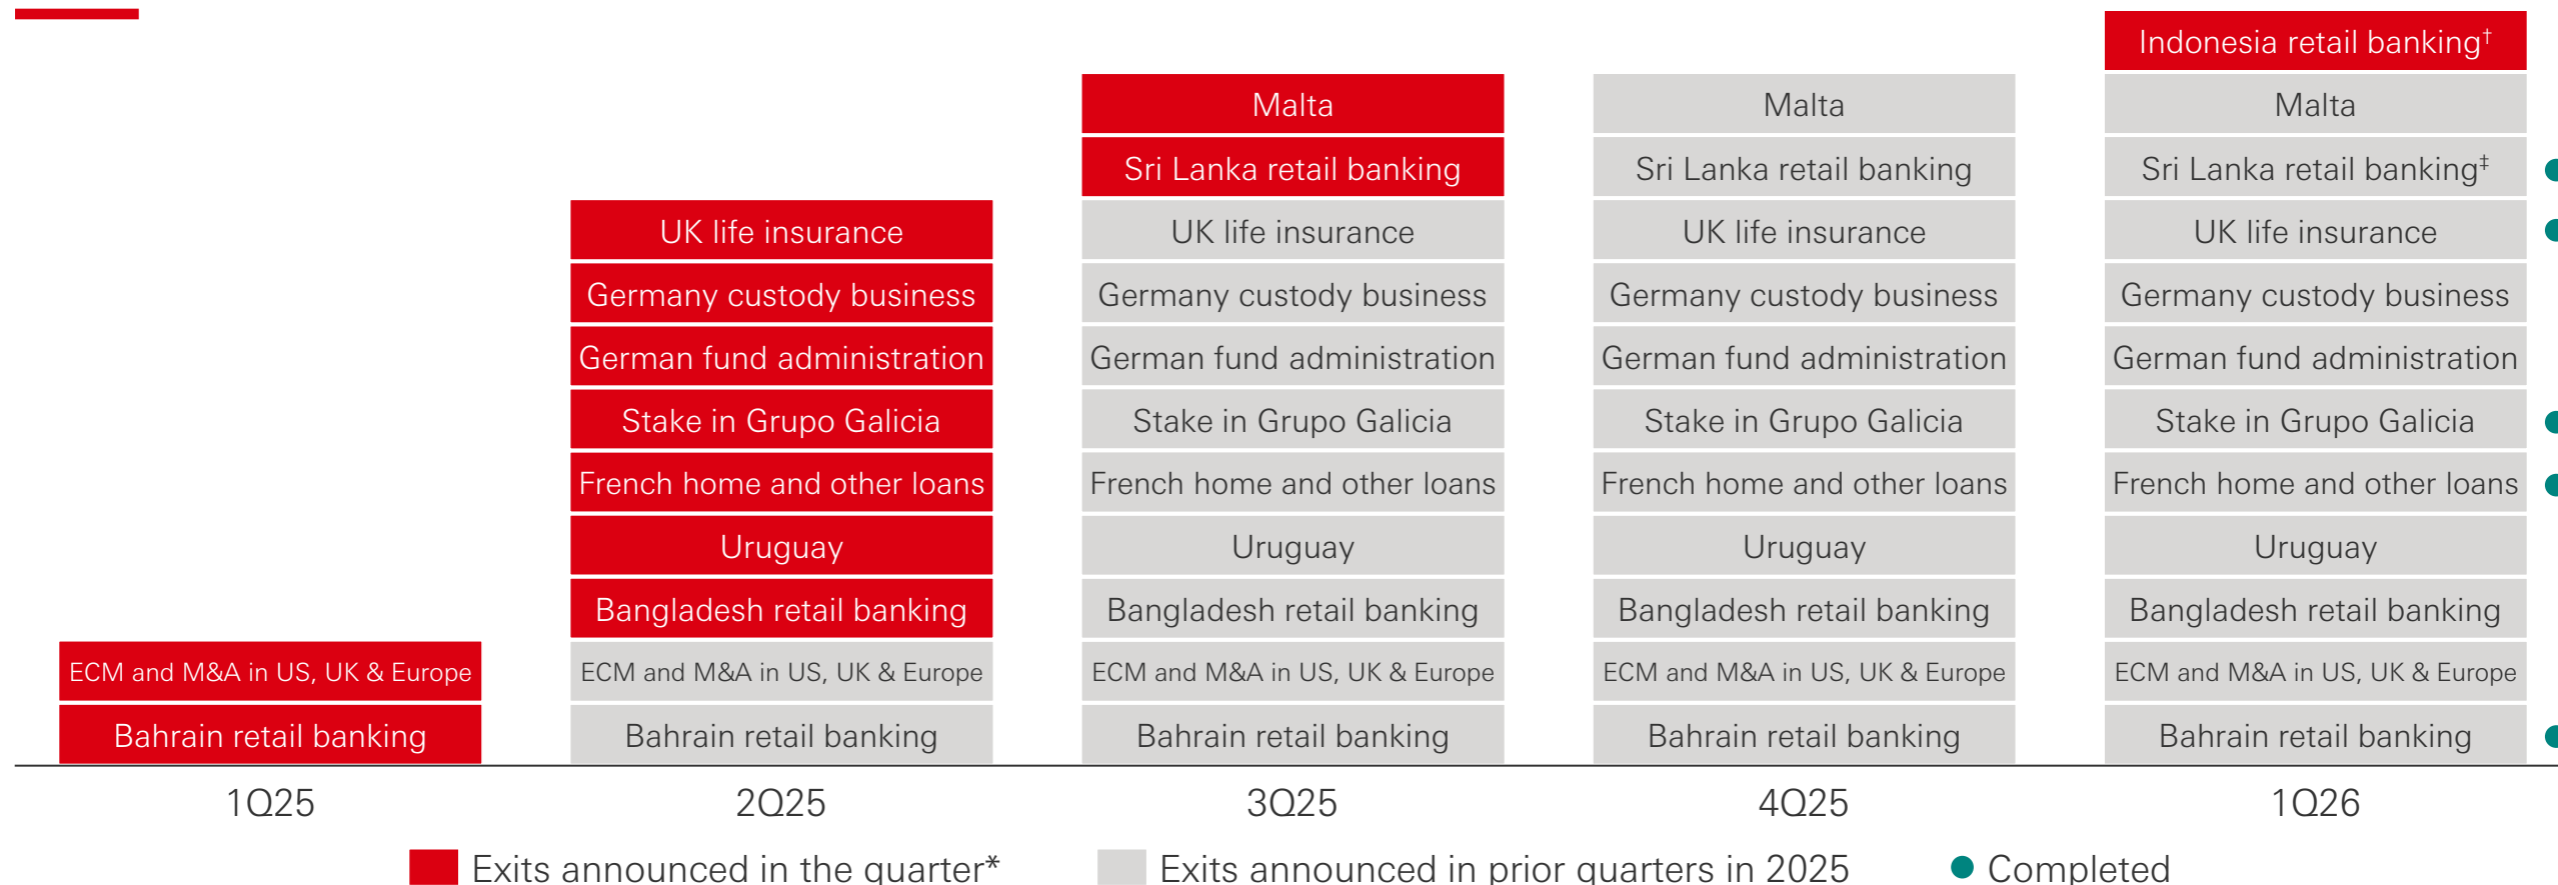 Indonesia retail banking†
Malta
Malta
Malta
Sri Lanka retail banking
Sri Lanka retail banking
Sri Lanka retail banking‡
UK life insurance
UK life insurance
UK life insurance
UK life insurance
Germany custody business
Germany custody business
Germany custody business
Germany custody business
German fund administration
German fund administration
German fund administration
German fund administration
Stake in Grupo Galicia
Stake in Grupo Galicia
Stake in Grupo Galicia
Stake in Grupo Galicia
French home and other loans
French home and other loans
French home and other loans
French home and other loans
Uruguay
Uruguay
Uruguay
Uruguay
Bangladesh retail banking
Bangladesh retail banking
Bangladesh retail banking
Bangladesh retail banking
ECM and M&A in US, UK & Europe
ECM and M&A in US, UK & Europe
ECM and M&A in US, UK & Europe
ECM and M&A in US, UK & Europe
ECM and M&A in US, UK & Europe
Bahrain retail banking
Bahrain retail banking
Bahrain retail banking
Bahrain retail banking
Bahrain retail banking
1Q25
2Q25
3Q25
4Q25
1Q26
Exits announced in the quarter*
Exits announced in prior quarters in 2025
Completed